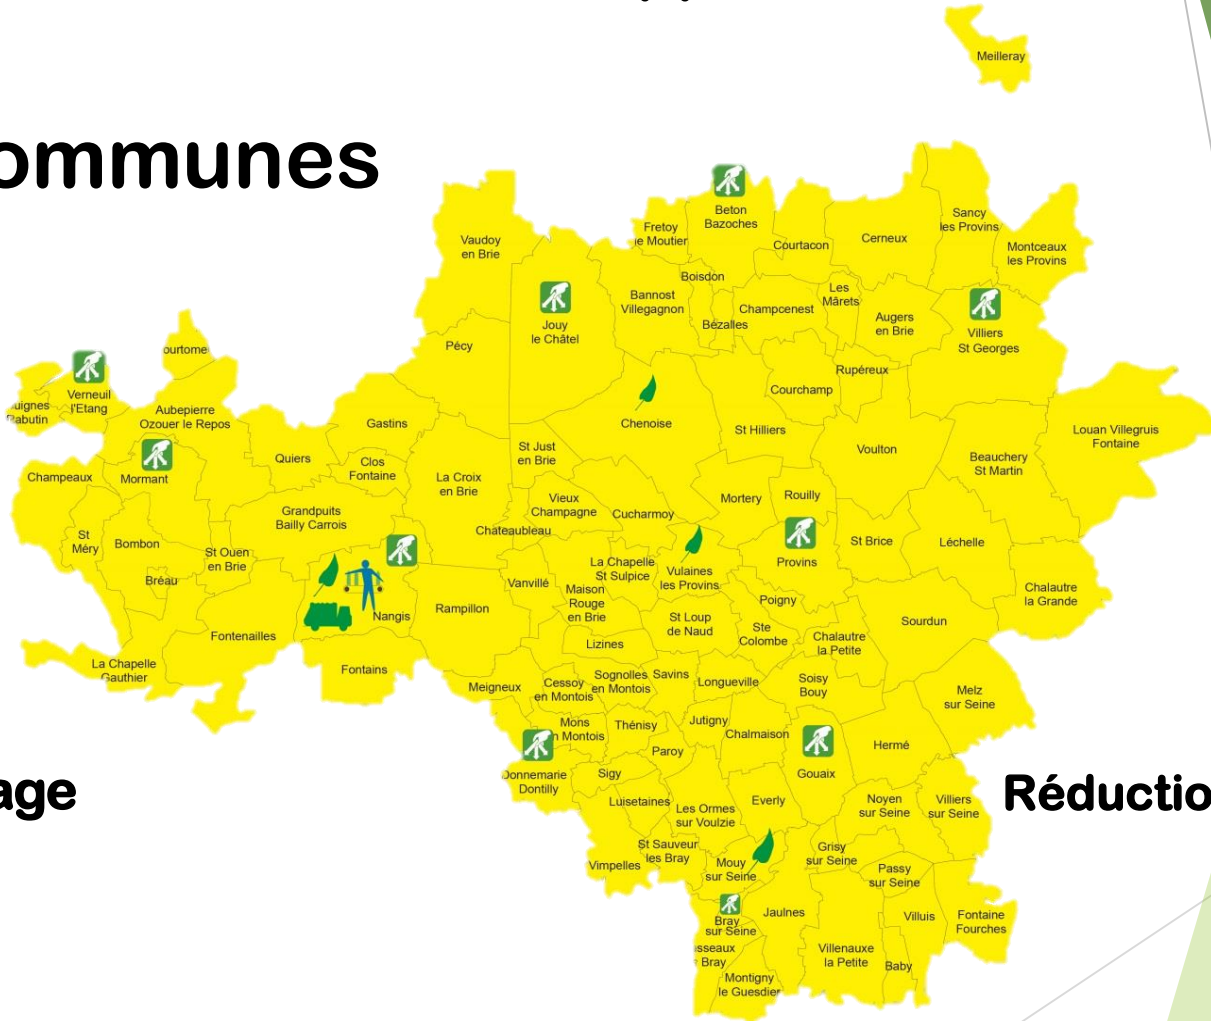 Meilleray
ommunes
Beton
Bazoches
Fretoy
le Moutier
Sancy
les Provins
Vaudoy
en Brie
Courtacon
Cerneux
Montceaux
les Provins
Boisdon
Les
Mârets
Bannost
Villegagnon
Champcenest
Augers
en Brie
Bézalles
Jouy
le Châtel
Villiers
St Georges
Pécy
ourtome
Rupéreux
Courchamp
Verneuil
l'Etang
uignes
Rabutin
Aubepierre
Ozouer le Repos
Gastins
Chenoise
St Hilliers
Louan Villegruis
Fontaine
St Just
en Brie
Voulton
Beauchery
St Martin
Quiers
Clos
Fontaine
Champeaux
Mormant
La Croix
en Brie
Vieux
Champagne
Mortery
Rouilly
Grandpuits
Bailly Carrois
Cucharmoy
Chateaubleau
St
Méry
Bombon
St Brice
Léchelle
St Ouen
en Brie
La Chapelle
St Sulpice
Provins
Vulaines
les Provins
Bréau
Vanvillé
Maison
Rouge
en Brie
Chalautre
la Grande
Poigny
Nangis
Rampillon
St Loup
de Naud
Ste
Colombe
Sourdun
Fontenailles
Chalautre
la Petite
Lizines
La Chapelle
Gauthier
Fontains
Meigneux
Cessoy
en Montois
Sognolles
en Montois
Savins
Longueville
Soisy
Bouy
Melz
sur Seine
Mons
n Montois
Thénisy
Jutigny
Chalmaison
Hermé
Paroy
Donnemarie
Dontilly
Sigy
Gouaix
age
Réductio
Luisetaines
Les Ormes
sur Voulzie
Everly
Noyen
sur Seine
Villiers
sur Seine
St Sauveur
les Bray
Grisy
sur Seine
Vimpelles
Mouy
sur Seine
Passy
sur Seine
Bray
sur Seine
Jaulnes
Villuis
Fontaine
Fourches
sseaux
Bray
Villenauxe
la Petite
Baby
Montigny
le Guesdier